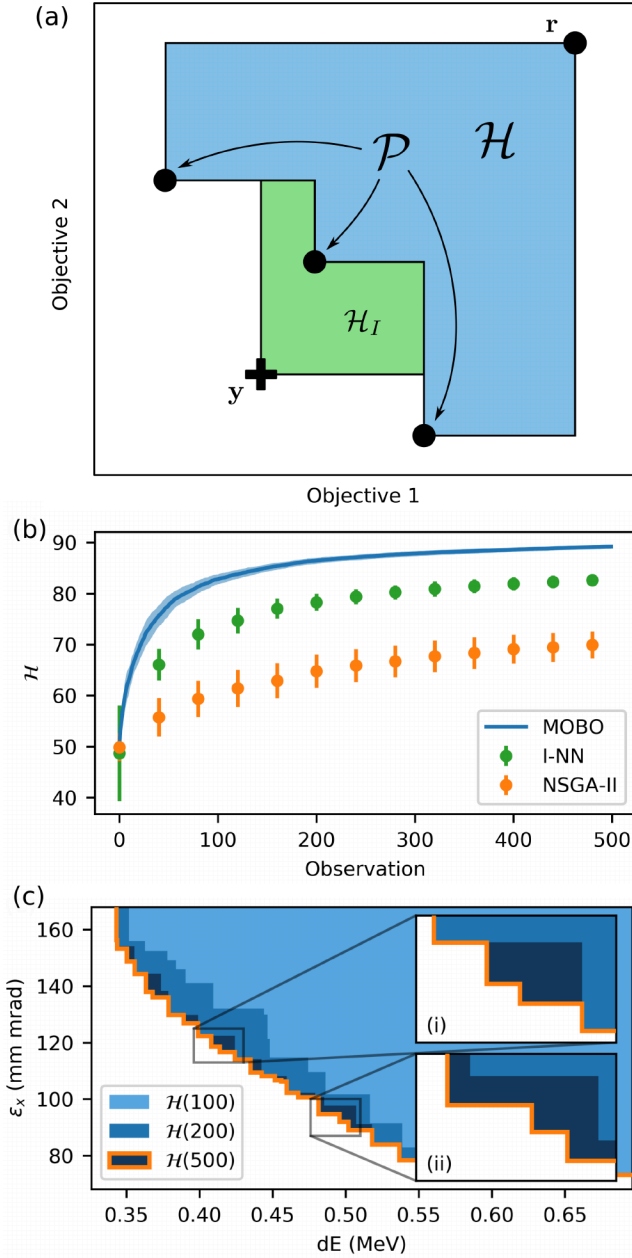 (a)
r
𝒫
ℋ
ℋ_I
y
Objective 2
Objective 1
(b)
90
80
70
60
50
40
ℋ
MOBO
I-NN
NSGA-II
0 100 200 300 400 500
Observation
(c)
160
140
120
100
80
ε_x (mm mrad)
(i)
(ii)
ℋ(100)
ℋ(200)
ℋ(500)
0.35 0.40 0.45 0.50 0.55 0.60 0.65
dE (MeV)